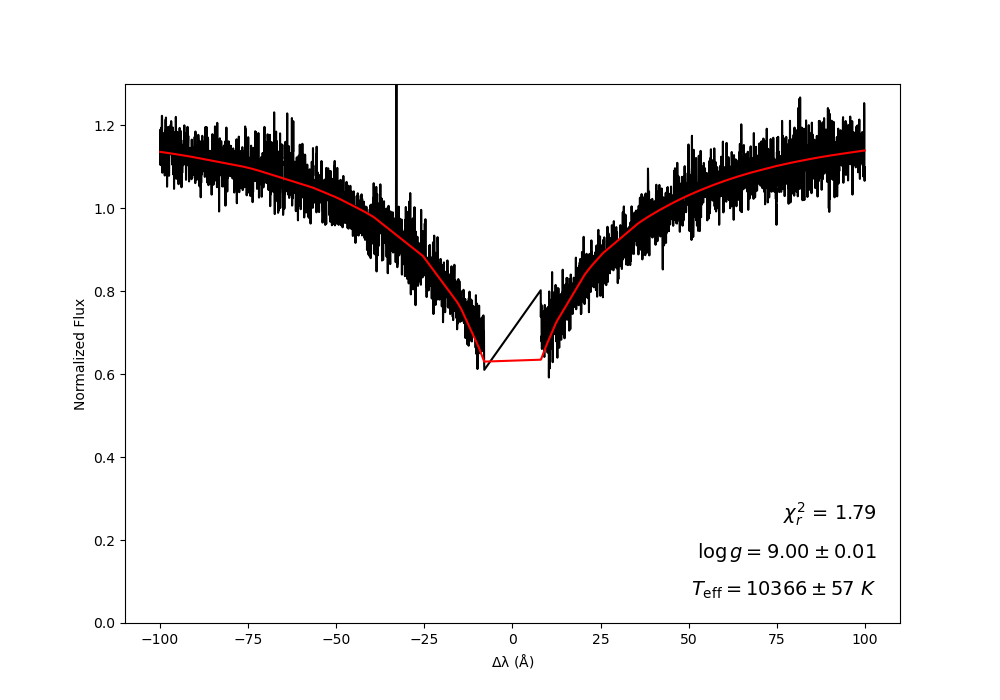 1.2
1.0
0.8
0.6
0.4
0.2
0.0
Normalized Flux
χ²ᵣ = 1.79
log g = 9.00 ± 0.01
T_eff = 10366 ± 57 K
−100 −75 −50 −25 0 25 50 75 100
Δλ (Å)